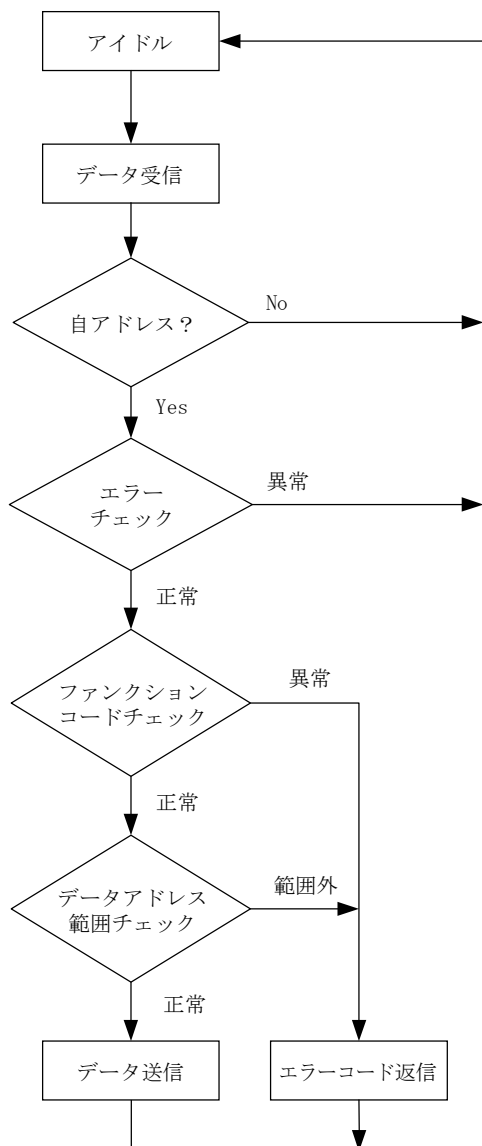 アイドル
データ受信
自アドレス？
No
Yes
エラー
チェック
異常
正常
ファンクション
コードチェック
異常
正常
データアドレス
範囲チェック
範囲外
正常
データ送信
エラーコード返信